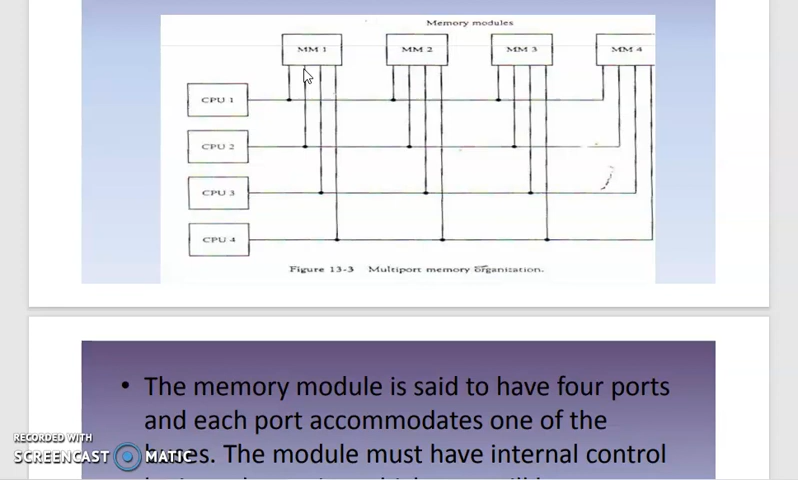 Memory modules
MM 1 MM 2 MM 3 MM 4
CPU 1
CPU 2
CPU 3
CPU 4
Figure 13-3 Multiport memory organization.
• The memory module is said to have four ports
and each port accommodates one of the
buses. The module must have internal control
RECORDED WITH
SCREENCAST MATIC